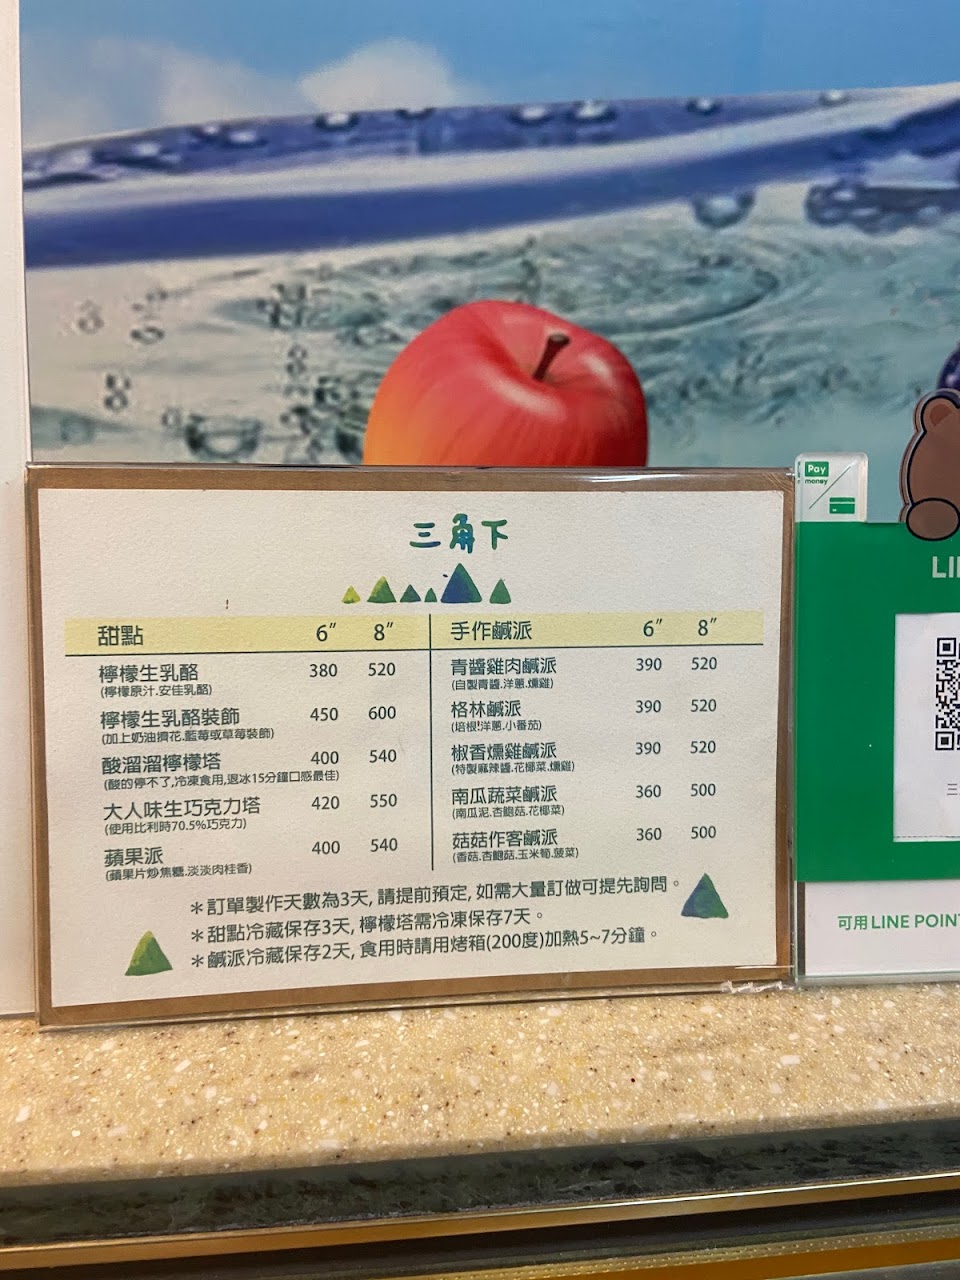 三角下
甜點 6” 8”
檸檬生乳酪 380 520
(檸檬原汁.安佳乳酪)
檸檬生乳酪裝飾 450 600
(加上奶油擠花.藍莓或草莓裝飾)
酸溜溜檸檬塔 400 540
(酸的停不了,冷凍食用,退冰15分鐘口感最佳)
大人味生巧克力塔 420 550
(使用比利時70.5%巧克力)
蘋果派 400 540
(蘋果片炒焦糖.淡淡肉桂香)
手作鹹派 6” 8”
青醬雞肉鹹派 390 520
(自製青醬.洋蔥.燻雞)
格林鹹派 390 520
(培根!洋蔥.小番茄)
椒香燻雞鹹派 390 520
(特製麻辣醬.花椰菜.燻雞)
南瓜蔬菜鹹派 360 500
(南瓜泥.杏鮑菇.花椰菜)
菇菇作客鹹派 360 500
(香菇.杏鮑菇.玉米筍.菠菜)
＊訂單製作天數為3天, 請提前預定, 如需大量訂做可提先詢問。
＊甜點冷藏保存3天, 檸檬塔需冷凍保存7天。
＊鹹派冷藏保存2天, 食用時請用烤箱(200度)加熱5~7分鐘。
Pay
money
LI
三
可用LINE POIN